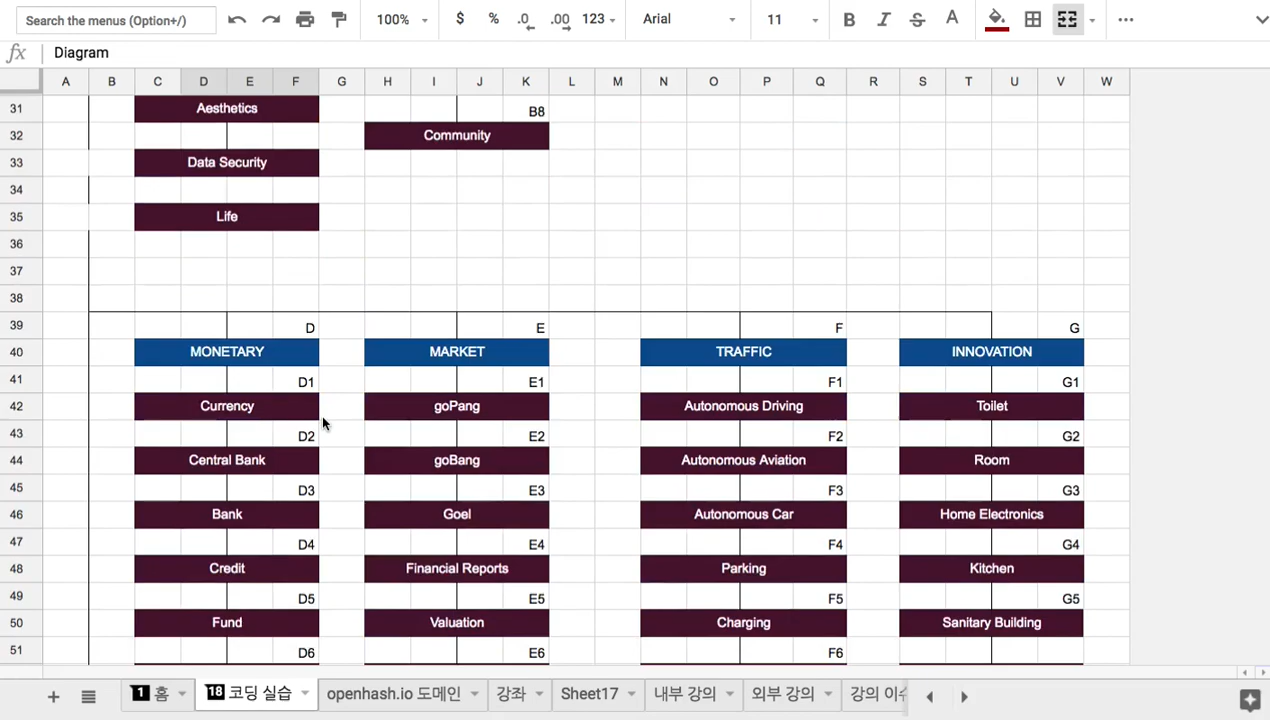 Search the menus (Option+/) 100% $ % .0 .00 123 Arial 11 B I S A
fx Diagram
A B C D E F G H I J K L M N O P Q R S T U V W
31 Aesthetics B8
32 Community
33 Data Security
34
35 Life
36
37
38
39 D E F G
40 MONETARY MARKET TRAFFIC INNOVATION
41 D1 E1 F1 G1
42 Currency goPang Autonomous Driving Toilet
43 D2 E2 F2 G2
44 Central Bank goBang Autonomous Aviation Room
45 D3 E3 F3 G3
46 Bank Goel Autonomous Car Home Electronics
47 D4 E4 F4 G4
48 Credit Financial Reports Parking Kitchen
49 D5 E5 F5 G5
50 Fund Valuation Charging Sanitary Building
51 D6 E6 F6
1 홈 18 코딩 실습 openhash.io 도메인 강좌 Sheet17 내부 강의 외부 강의 강의 이수